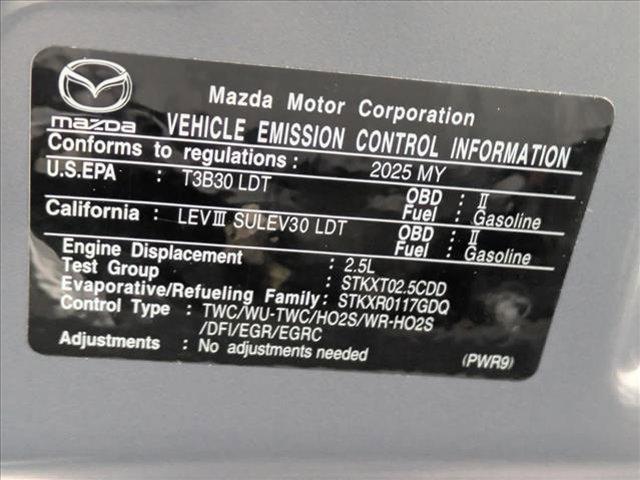 Mazda Motor Corporation
mazda VEHICLE EMISSION CONTROL INFORMATION
Conforms to regulations : 2025 MY
U.S.EPA : T3B30 LDT OBD : II
Fuel : Gasoline
California : LEVIII SULEV30 LDT OBD : II
Fuel : Gasoline
Engine Displacement : 2.5L
Test Group : STKXT02.5CDD
Evaporative/Refueling Family: STKXR0117GDQ
Control Type : TWC/WU-TWC/HO2S/WR-HO2S
/DFI/EGR/EGRC
Adjustments : No adjustments needed
(PWR9)